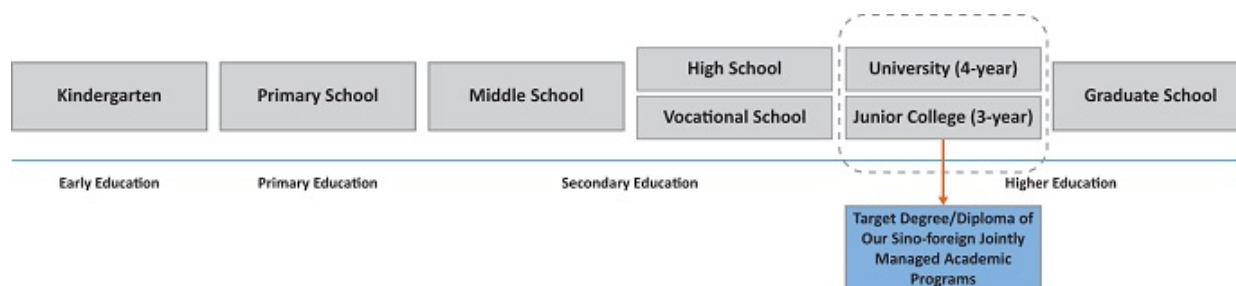 Kindergarten
Primary School
Middle School
High School
Vocational School
University (4-year)
Junior College (3-year)
Graduate School
Early Education
Primary Education
Secondary Education
Higher Education
Target Degree/Diploma of
Our Sino-foreign Jointly
Managed Academic
Programs